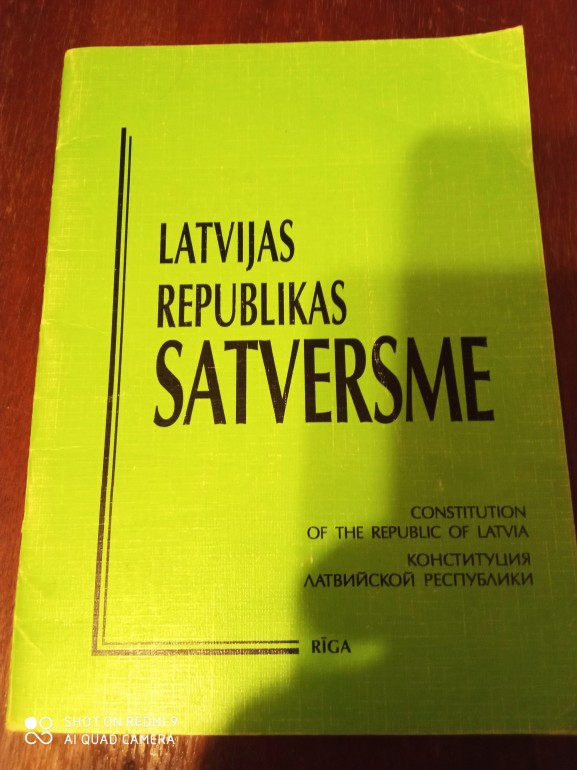 LATVIJAS
REPUBLIKAS
SATVERSME
CONSTITUTION
OF THE REPUBLIC OF LATVIA
КОНСТИТУЦИЯ
ЛАТВИЙСКОЙ РЕСПУБЛИКИ
RĪGA
SHOT ON REDMI 9
AI QUAD CAMERA